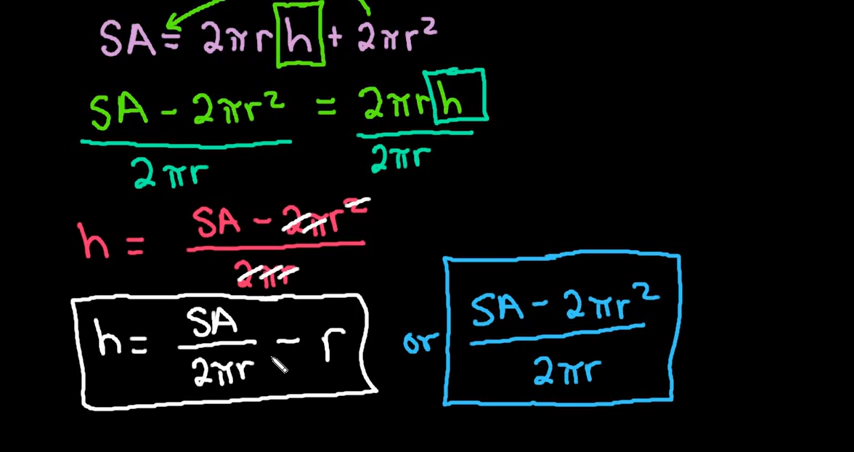 SA = 2πrh + 2πr²
SA - 2πr² = 2πrh
2πr 2πr
h = SA - 2πr²
2πr
h = SA/2πr - r or SA - 2πr²/2πr